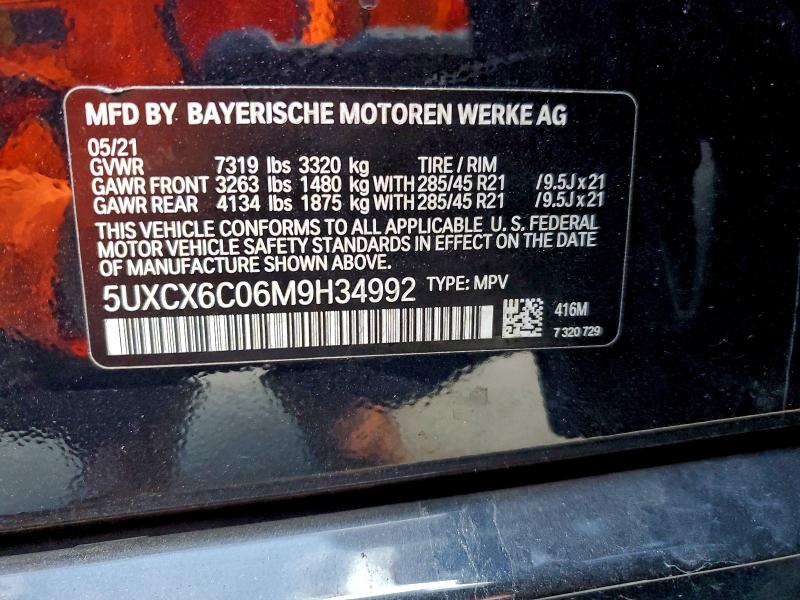 MFD BY BAYERISCHE MOTOREN WERKE AG
05/21
GVWR 7319 lbs 3320 kg TIRE / RIM
GAWR FRONT 3263 lbs 1480 kg WITH 285/45 R21 /9.5J x 21
GAWR REAR 4134 lbs 1875 kg WITH 285/45 R21 /9.5J x 21
THIS VEHICLE CONFORMS TO ALL APPLICABLE U. S. FEDERAL
MOTOR VEHICLE SAFETY STANDARDS IN EFFECT ON THE DATE
OF MANUFACTURE SHOWN ABOVE.
5UXCX6C06M9H34992 TYPE: MPV
416M
7 320 729